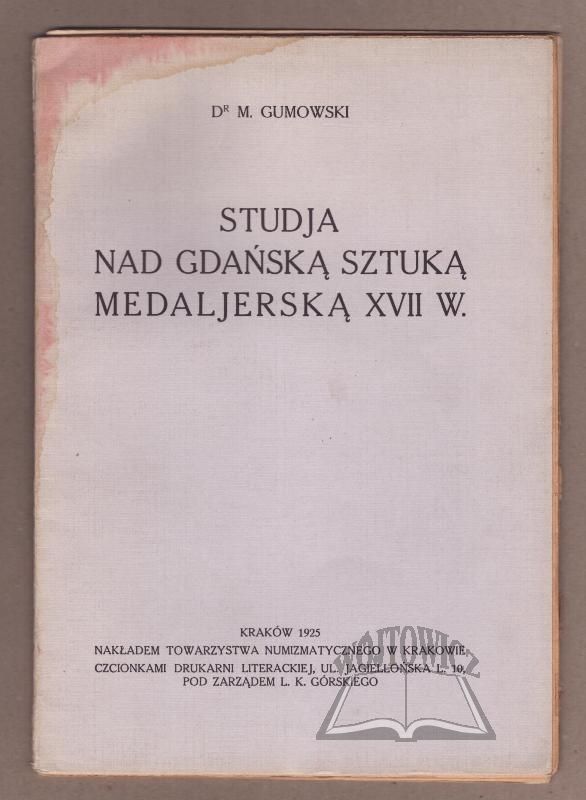 Dᴿ M. GUMOWSKI
STUDJA
NAD GDAŃSKĄ SZTUKĄ
MEDALJERSKĄ XVII W.
KRAKÓW 1925
NAKŁADEM TOWARZYSTWA NUMIZMATYCZNEGO W KRAKOWIE
CZCIONKAMI DRUKARNI LITERACKIEJ, UL. JAGIELLOŃSKA L. 10,
POD ZARZĄDEM L. K. GÓRSKIEGO
WÓJTOWICZ